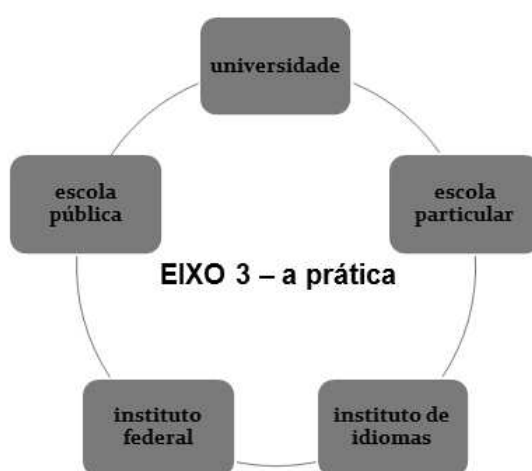 universidade
escola
pública
escola
particular
EIXO 3 – a prática
instituto
federal
instituto de
idiomas